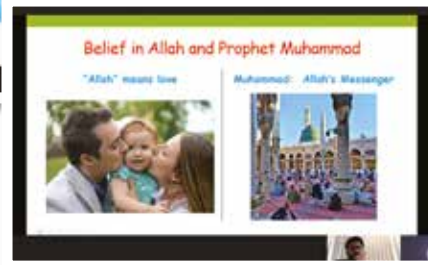 Belief in Allah and Prophet Muhammad
"Allah" means love
Muhammad: Allah's Messenger